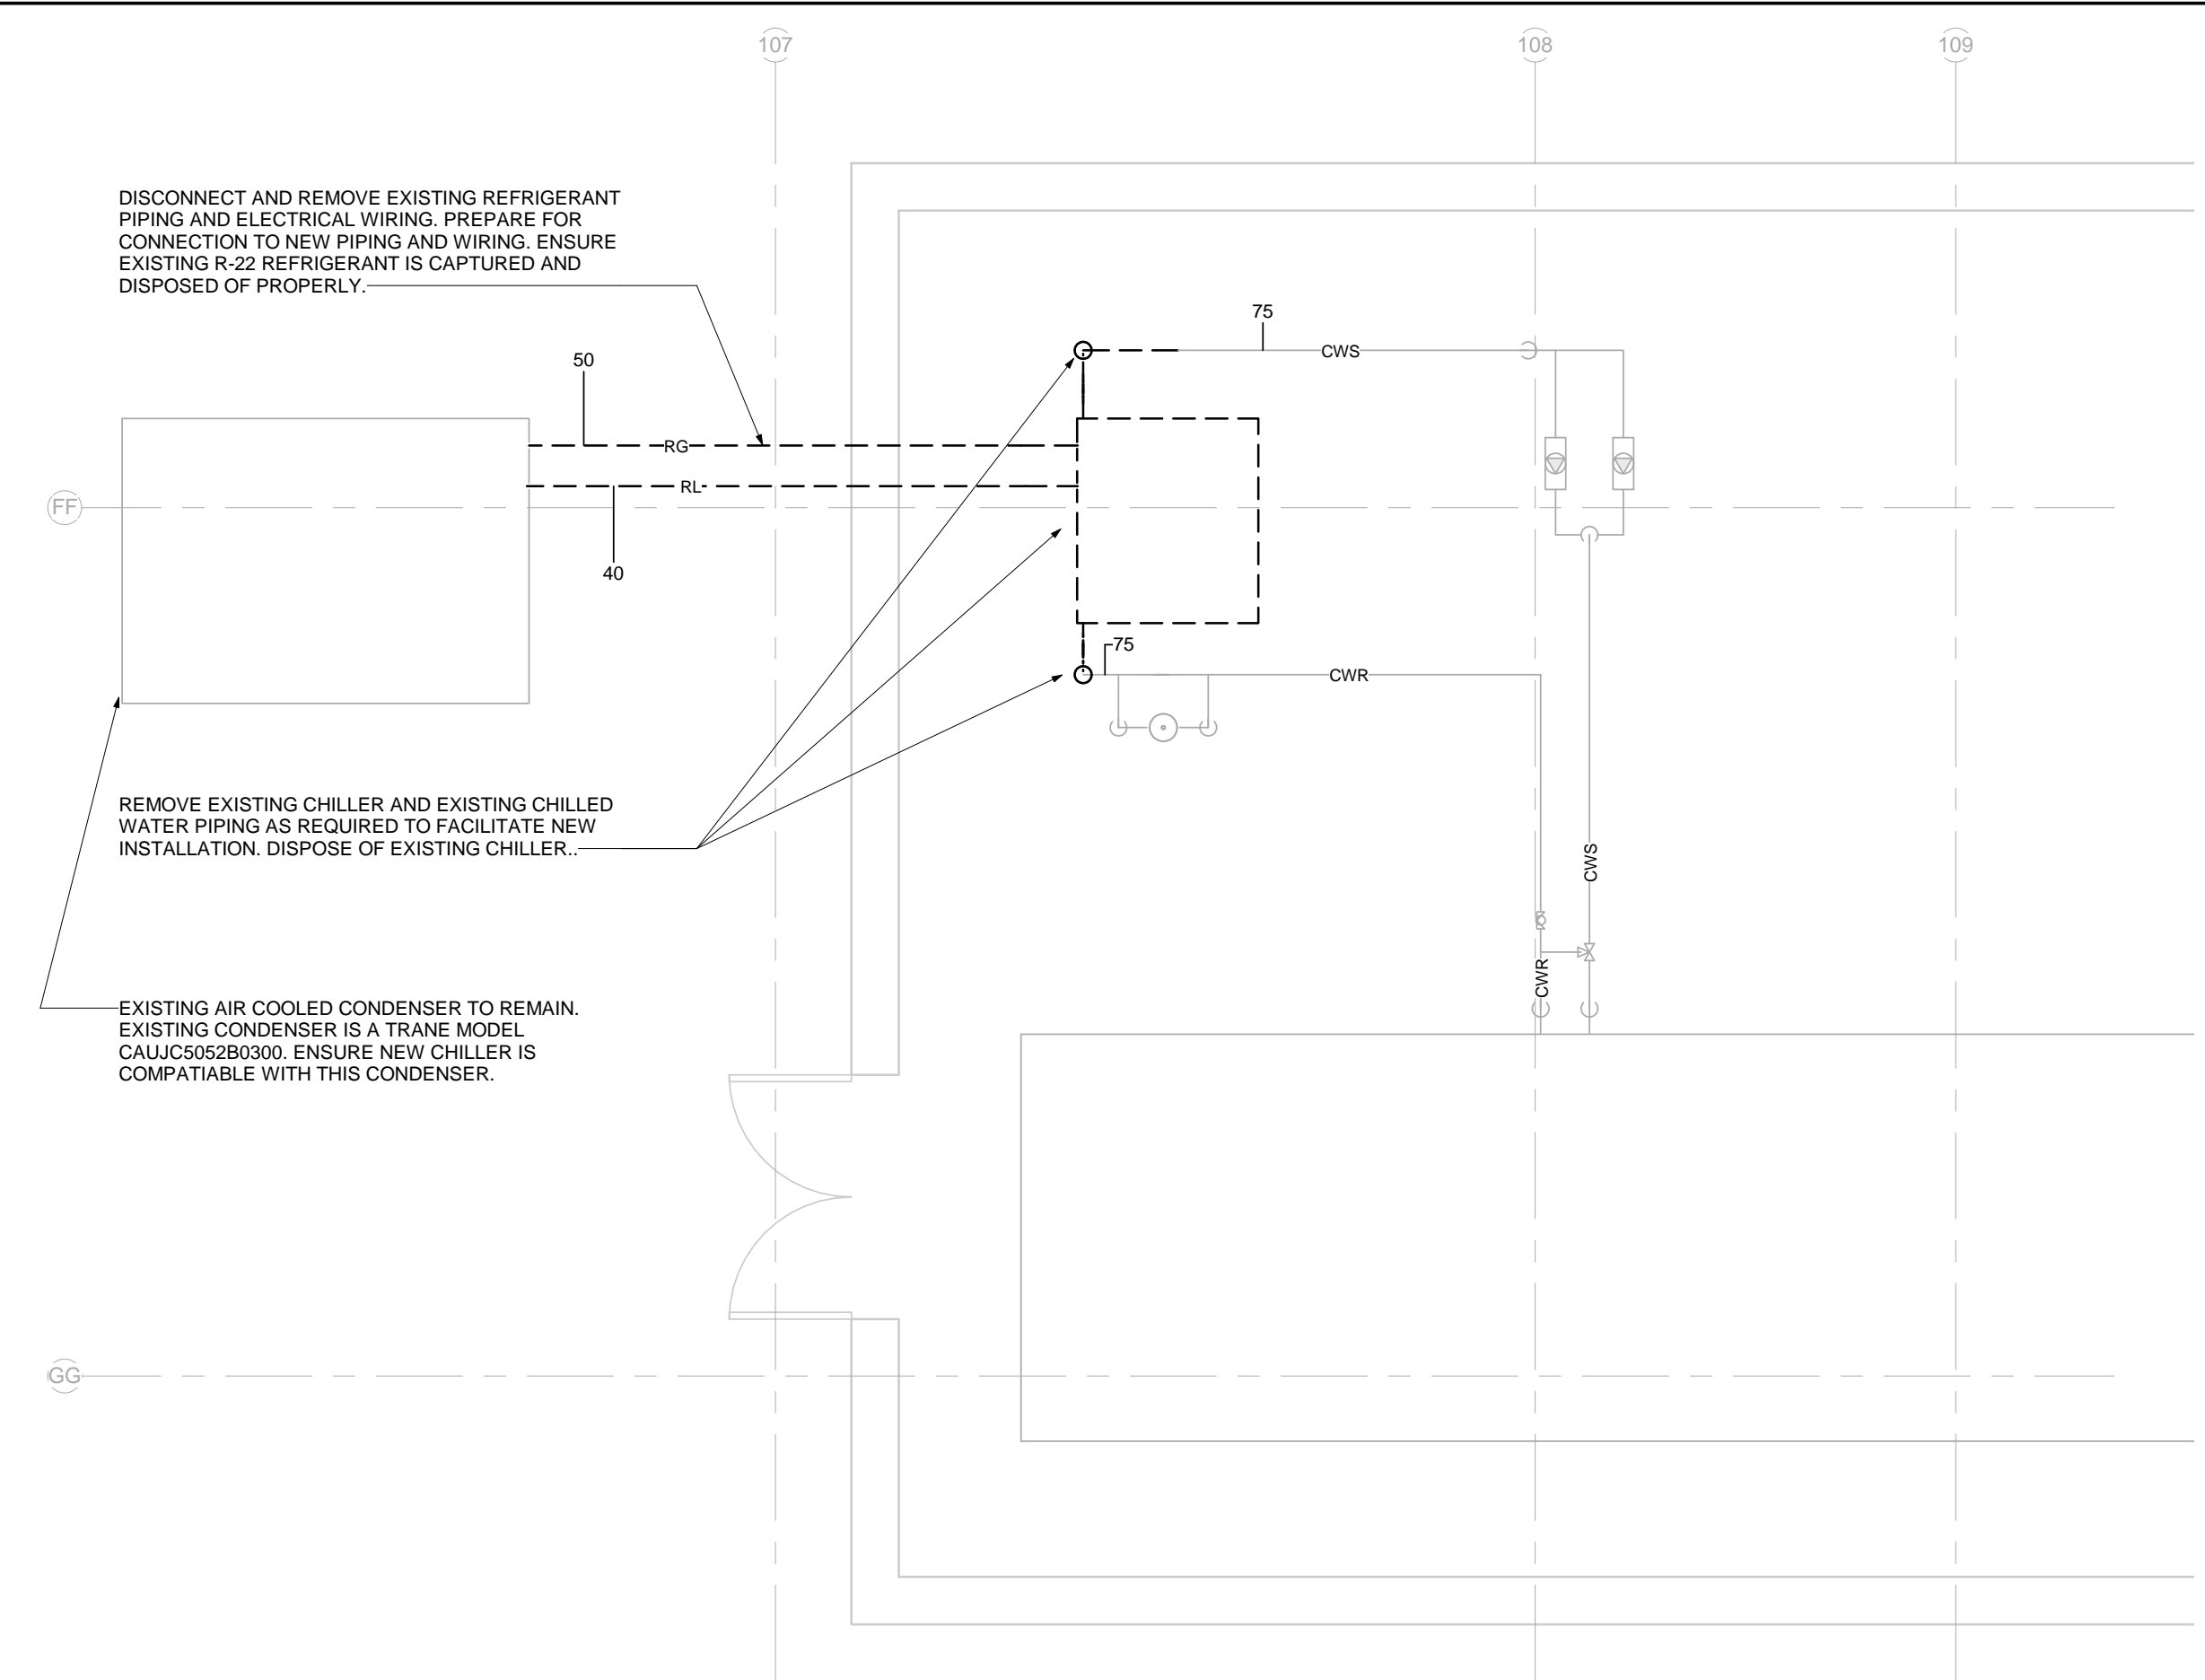 107
108
109
DISCONNECT AND REMOVE EXISTING REFRIGERANT
PIPING AND ELECTRICAL WIRING. PREPARE FOR
CONNECTION TO NEW PIPING AND WIRING. ENSURE
EXISTING R-22 REFRIGERANT IS CAPTURED AND
DISPOSED OF PROPERLY.
75
CWS
50
RG
RL
FF
40
75
CWR
REMOVE EXISTING CHILLER AND EXISTING CHILLED
WATER PIPING AS REQUIRED TO FACILITATE NEW
INSTALLATION. DISPOSE OF EXISTING CHILLER..
CWS
CWR
EXISTING AIR COOLED CONDENSER TO REMAIN.
EXISTING CONDENSER IS A TRANE MODEL
CAUJC5052B0300. ENSURE NEW CHILLER IS
COMPATIABLE WITH THIS CONDENSER.
GG